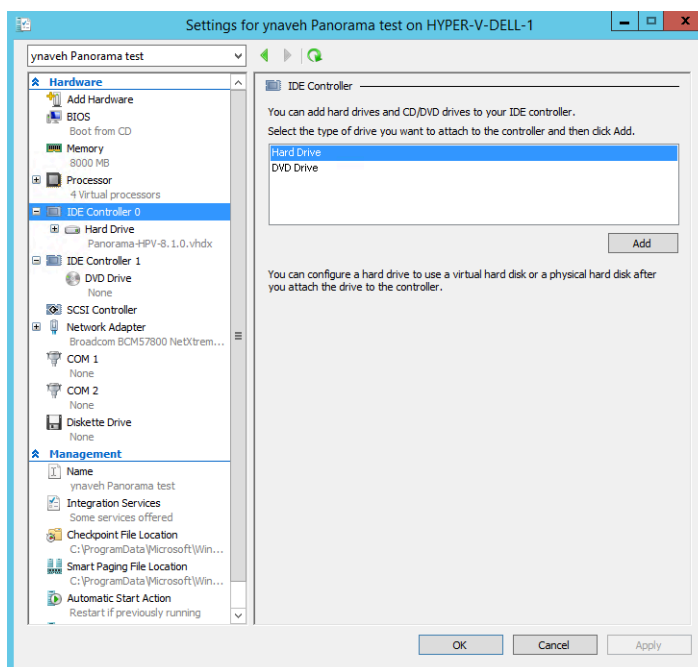 Settings for ynaveh Panorama test on HYPER-V-DELL-1
ynaveh Panorama test
Hardware
Add Hardware
BIOS
Boot from CD
Memory
8000 MB
Processor
4 Virtual processors
IDE Controller 0
Hard Drive
Panorama-HPV-8.1.0.vhdx
IDE Controller 1
DVD Drive
None
SCSI Controller
Network Adapter
Broadcom BCM57800 NetXtrem...
COM 1
None
COM 2
None
Diskette Drive
None
Management
Name
ynaveh Panorama test
Integration Services
Some services offered
Checkpoint File Location
C:\ProgramData\Microsoft\Win...
Smart Paging File Location
C:\ProgramData\Microsoft\Win...
Automatic Start Action
Restart if previously running
IDE Controller
You can add hard drives and CD/DVD drives to your IDE controller.
Select the type of drive you want to attach to the controller and then click Add.
Hard Drive
DVD Drive
Add
You can configure a hard drive to use a virtual hard disk or a physical hard disk after
you attach the drive to the controller.
OK
Cancel
Apply